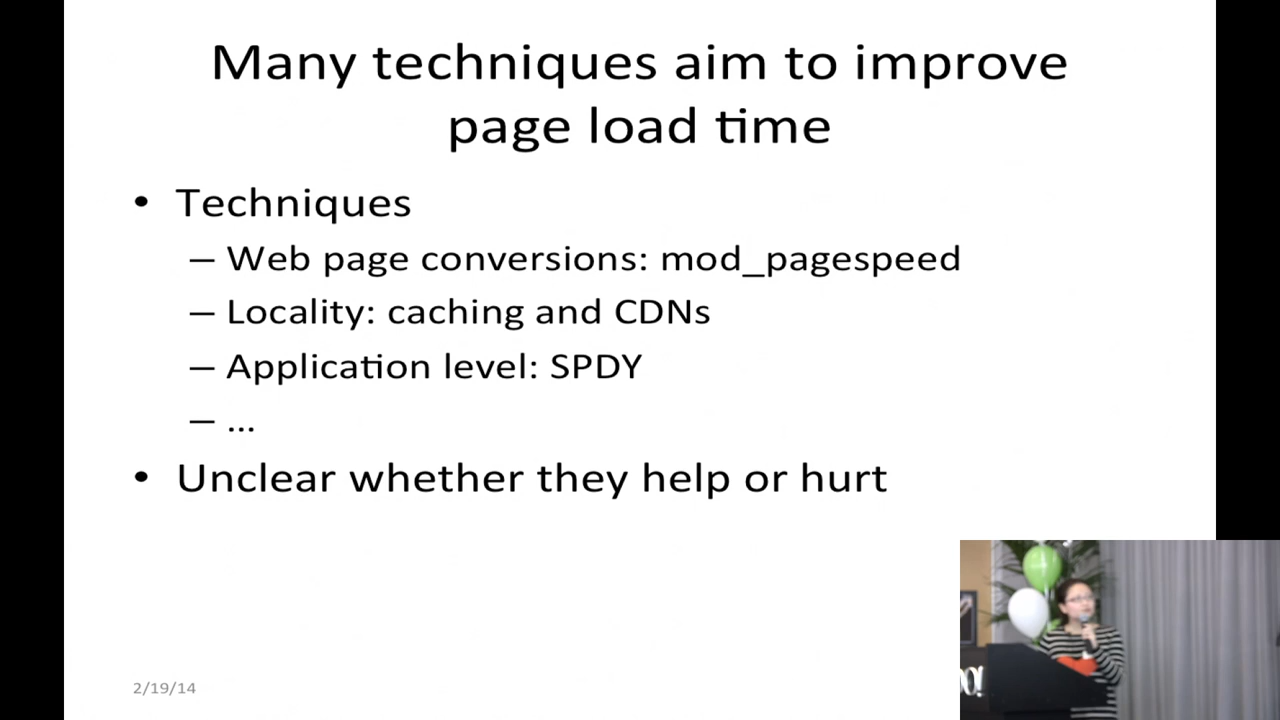 Many techniques aim to improve
page load time
• Techniques
– Web page conversions: mod_pagespeed
– Locality: caching and CDNs
– Application level: SPDY
– ...
• Unclear whether they help or hurt
2/19/14